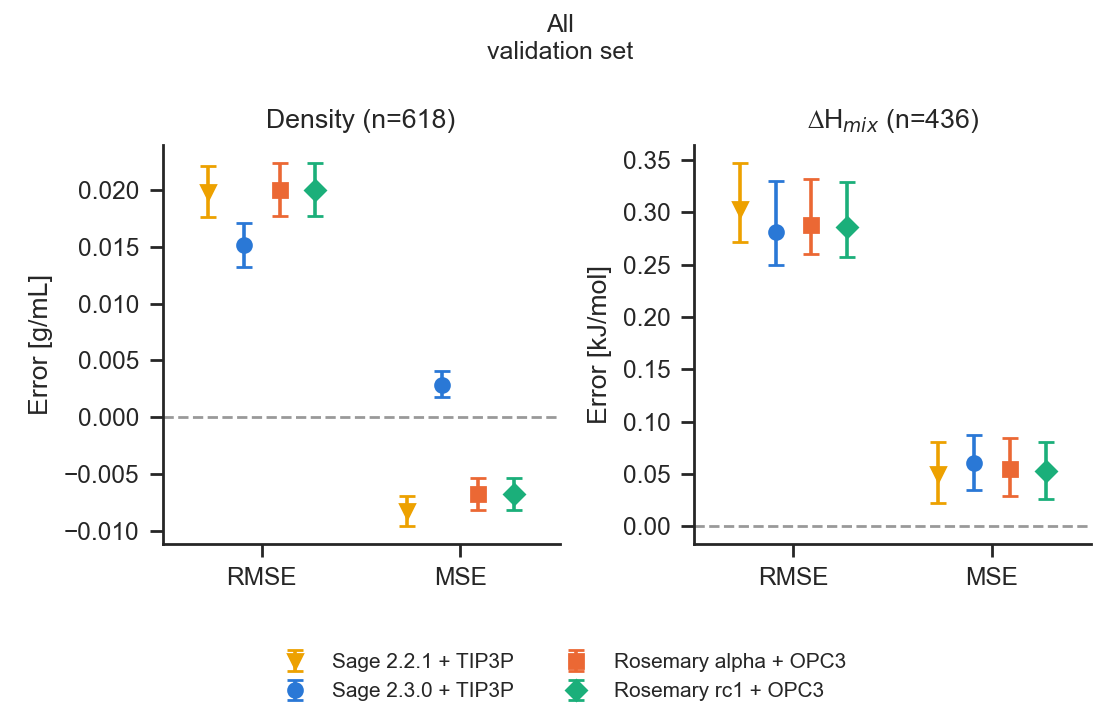 All
validation set
Density (n=618)
ΔH_mix (n=436)
Error [g/mL]
0.020
0.015
0.010
0.005
0.000
−0.005
−0.010
RMSE
MSE
Error [kJ/mol]
0.35
0.30
0.25
0.20
0.15
0.10
0.05
0.00
RMSE
MSE
Sage 2.2.1 + TIP3P
Sage 2.3.0 + TIP3P
Rosemary alpha + OPC3
Rosemary rc1 + OPC3